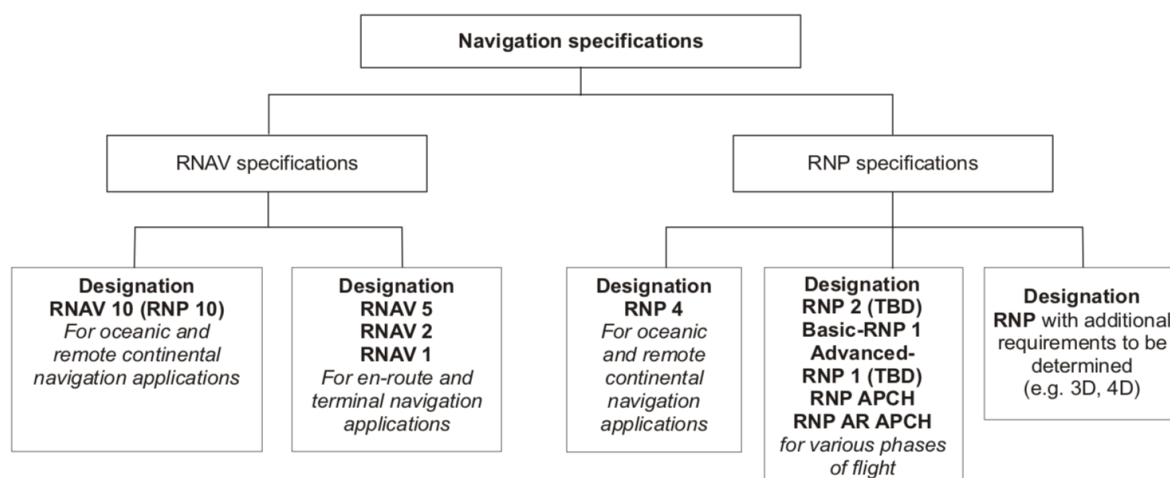 Navigation specifications
RNAV specifications
RNP specifications
Designation
RNAV 10 (RNP 10)
For oceanic and
remote continental
navigation applications
Designation
RNAV 5
RNAV 2
RNAV 1
For en-route and
terminal navigation
applications
Designation
RNP 4
For oceanic
and remote
continental
navigation
applications
Designation
RNP 2 (TBD)
Basic-RNP 1
Advanced-
RNP 1 (TBD)
RNP APCH
RNP AR APCH
for various phases
of flight
Designation
RNP with additional
requirements to be
determined
(e.g. 3D, 4D)